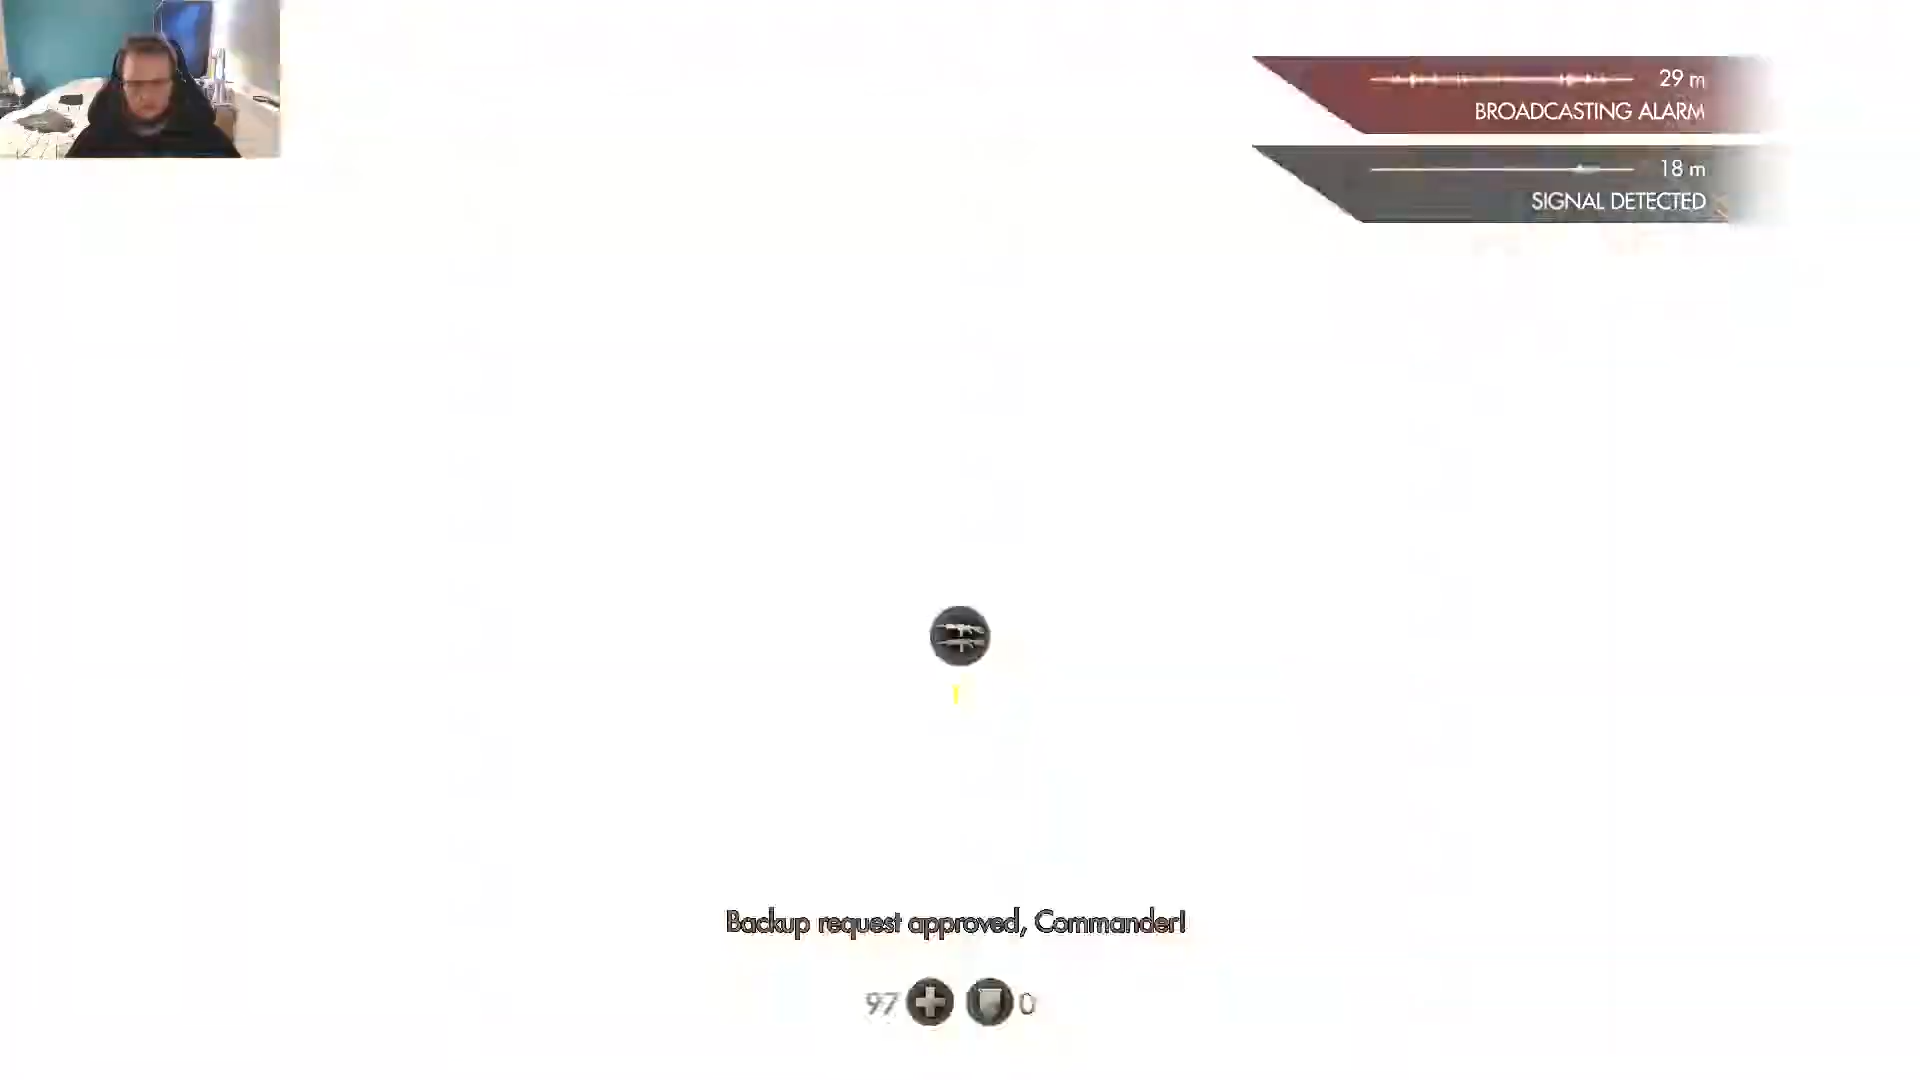 29 m
BROADCASTING ALARM
18 m
SIGNAL DETECTED
Backup request approved, Commander!
97 0